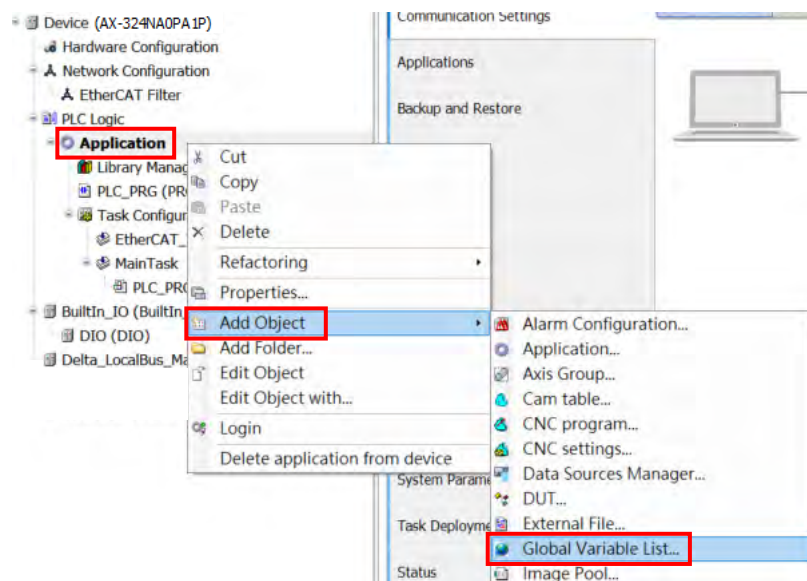 Device (AX-324NA0PA1P)
Hardware Configuration
Network Configuration
EtherCAT Filter
PLC Logic
Application
Library Manag
PLC_PRG (PR
Task Configur
EtherCAT_
MainTask
PLC_PRG
BuiltIn_IO (BuiltIn_
DIO (DIO)
Delta_LocalBus_Ma
Communication Settings
Applications
Backup and Restore
System Parame
Task Deployme
Status
Cut
Copy
Paste
Delete
Refactoring
Properties...
Add Object
Add Folder...
Edit Object
Edit Object with...
Login
Delete application from device
Alarm Configuration...
Application...
Axis Group...
Cam table...
CNC program...
CNC settings...
Data Sources Manager...
DUT...
External File...
Global Variable List...
Image Pool...